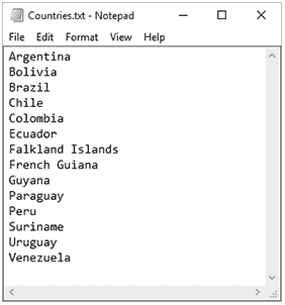 Countries.txt - Notepad
File Edit Format View Help
Argentina
Bolivia
Brazil
Chile
Colombia
Ecuador
Falkland Islands
French Guiana
Guyana
Paraguay
Peru
Suriname
Uruguay
Venezuela